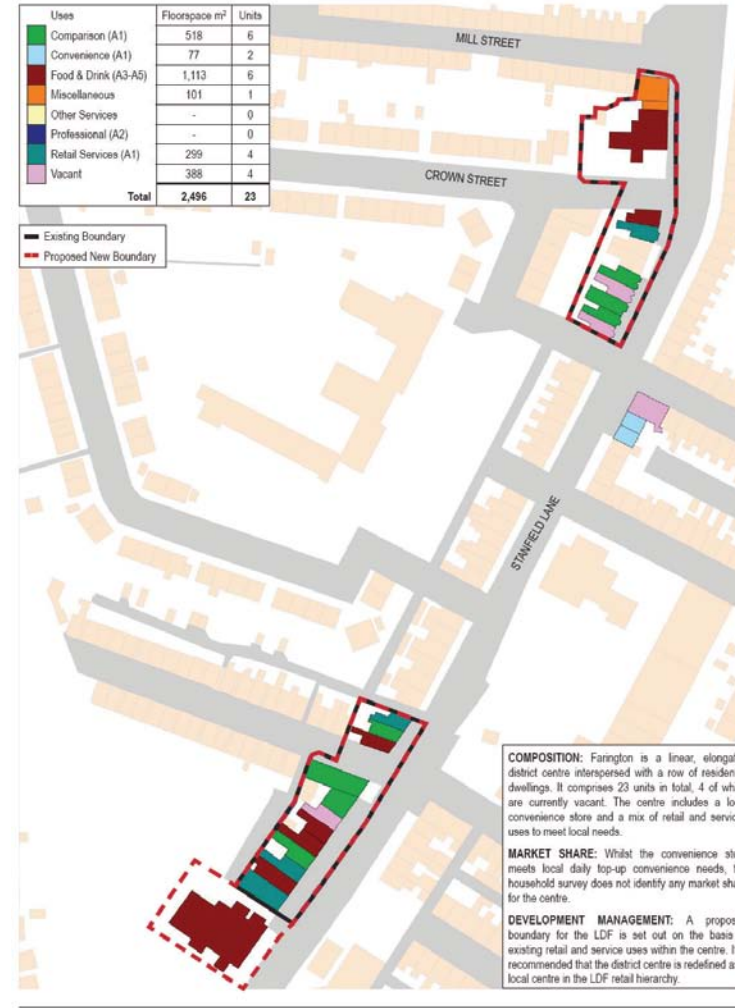 Uses Floorspace m² Units
Comparison (A1) 518 6
Convenience (A1) 77 2
Food & Drink (A3-A5) 1,113 6
Miscellaneous 101 1
Other Services - 0
Professional (A2) - 0
Retail Services (A1) 299 4
Vacant 388 4
Total 2,496 23
Existing Boundary
Proposed New Boundary
MILL STREET
CROWN STREET
STANFIELD LANE
COMPOSITION: Farington is a linear, elongat
district centre interspersed with a row of residen
dwellings. It comprises 23 units in total, 4 of wh
are currently vacant. The centre includes a lo
convenience store and a mix of retail and servic
uses to meet local needs.
MARKET SHARE: Whilst the convenience sto
meets local daily top-up convenience needs, t
household survey does not identify any market sha
for the centre.
DEVELOPMENT MANAGEMENT: A propos
boundary for the LDF is set out on the basis
existing retail and service uses within the centre. It
recommended that the district centre is redefined as
local centre in the LDF retail hierarchy.